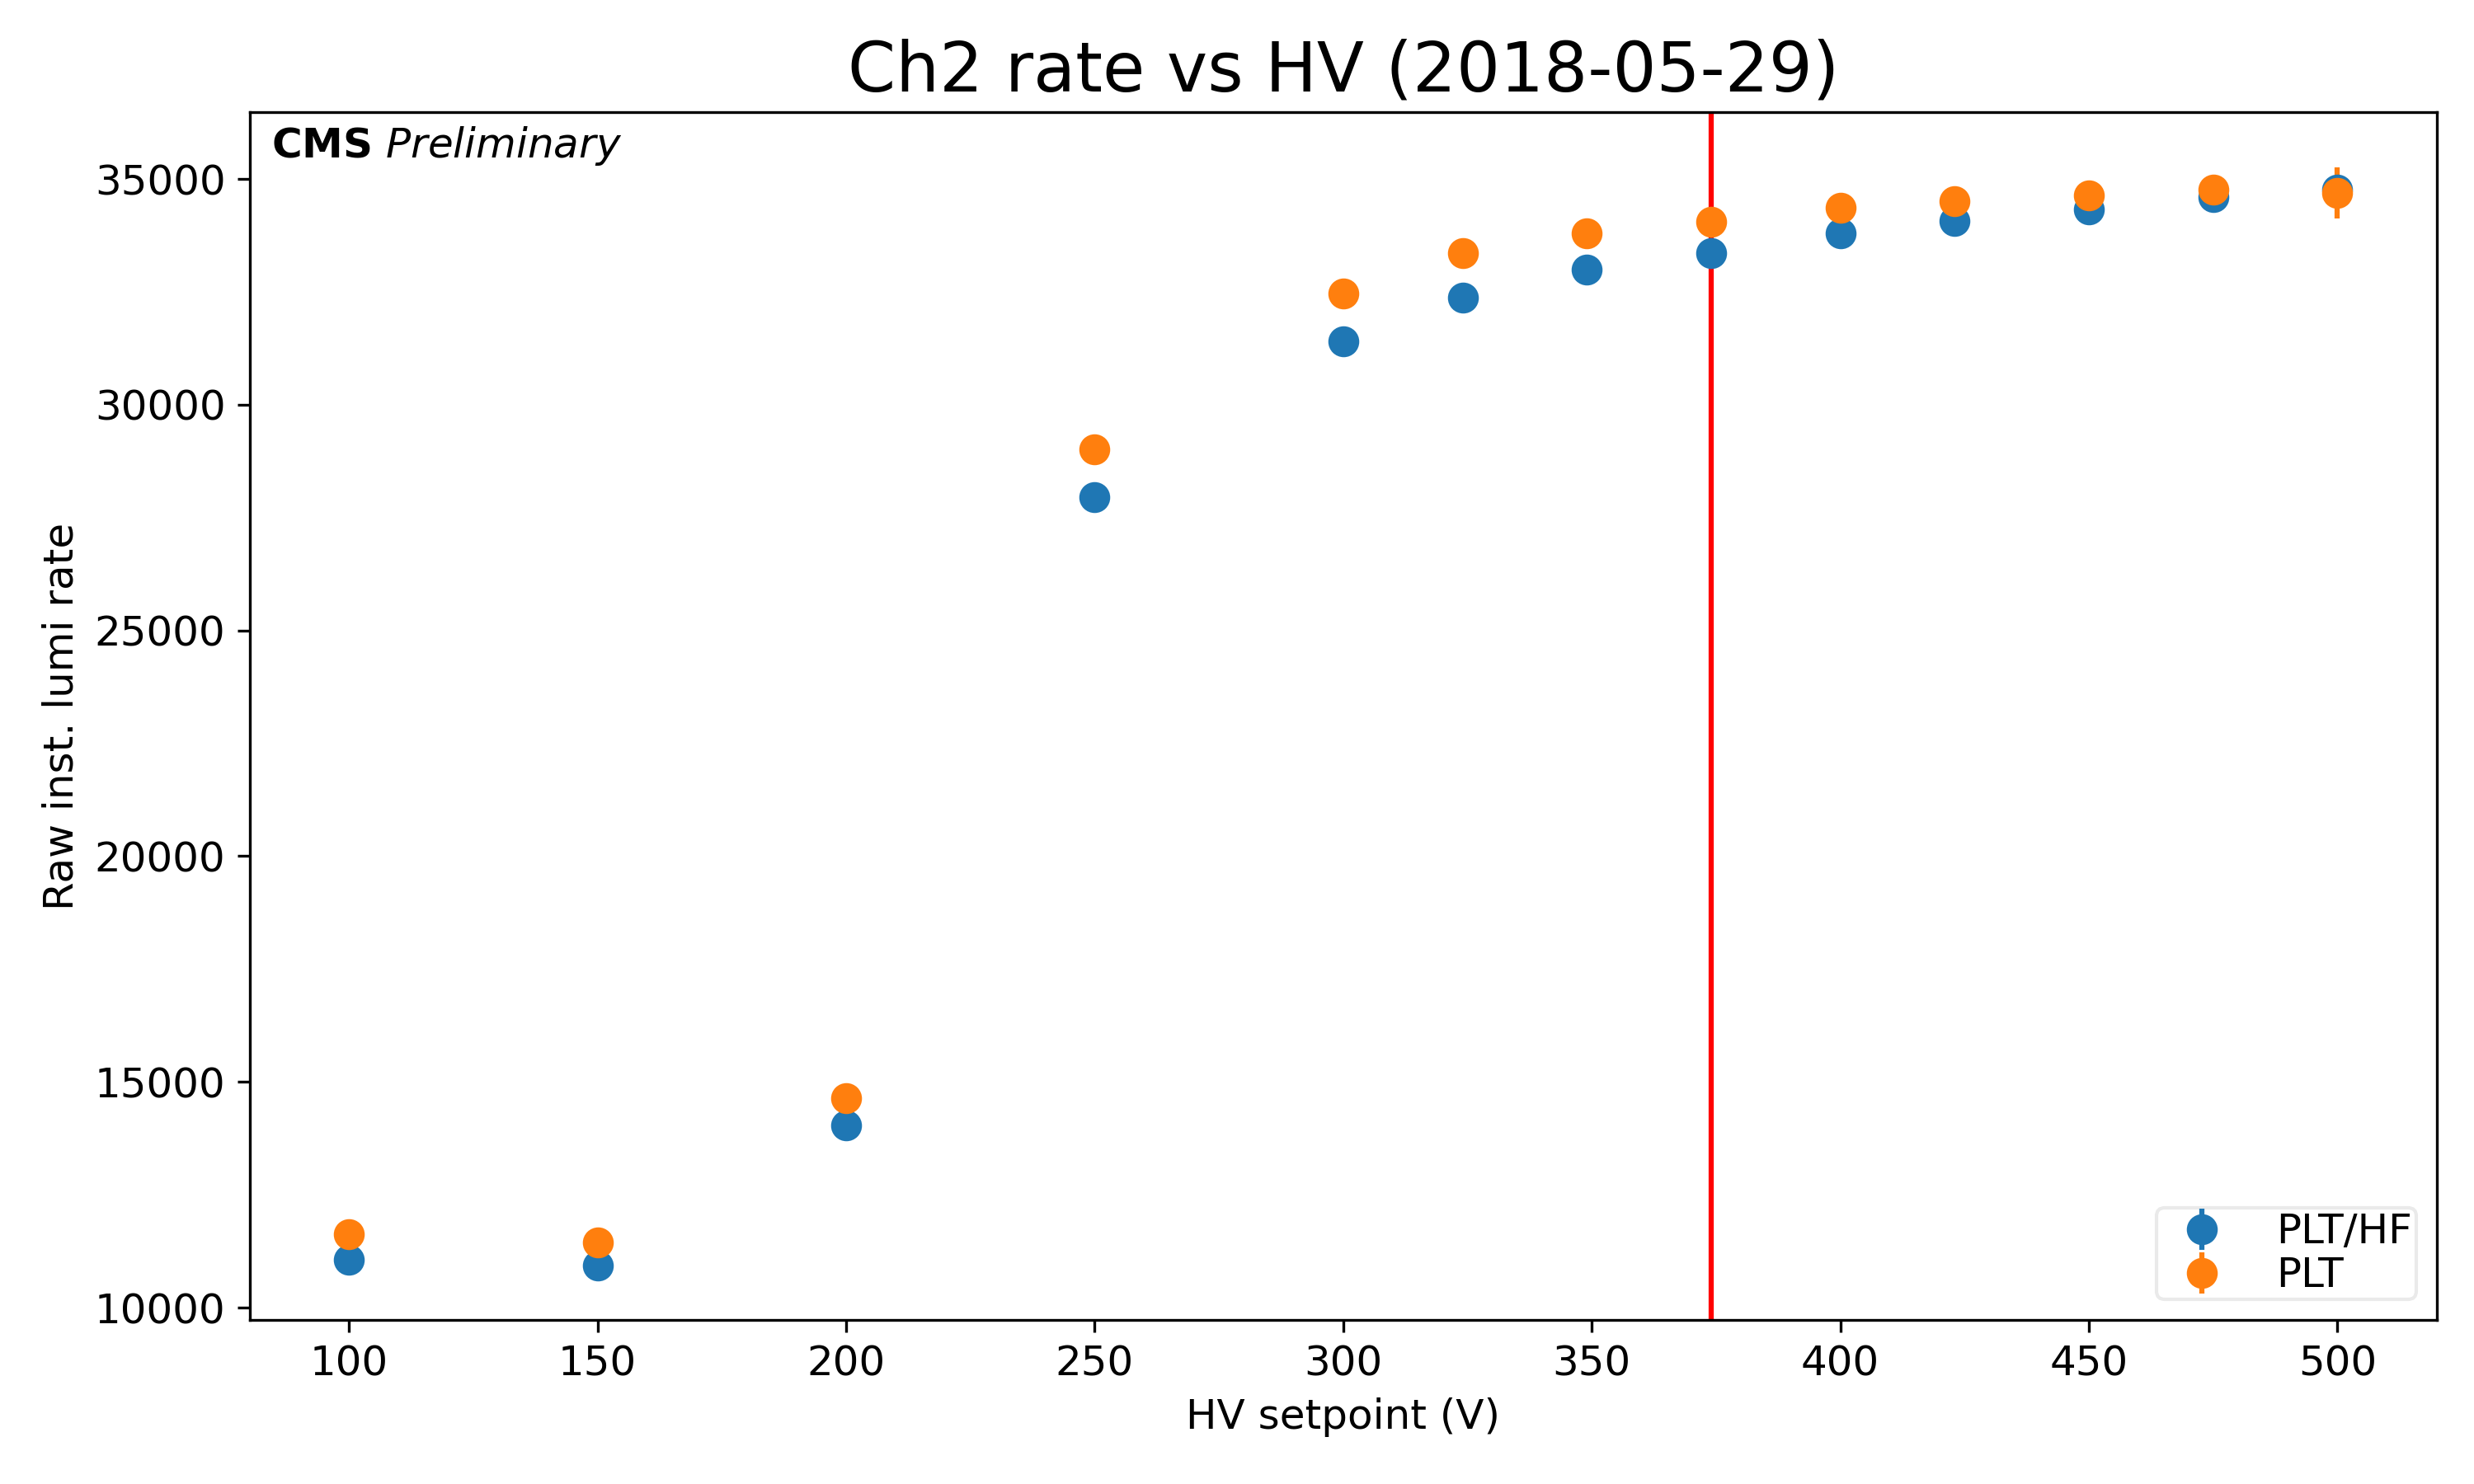 Ch2 rate vs HV (2018-05-29)
CMS Preliminary
35000
30000
25000
20000
15000
10000
Raw inst. lumi rate
PLT/HF
PLT
100 150 200 250 300 350 400 450 500
HV setpoint (V)